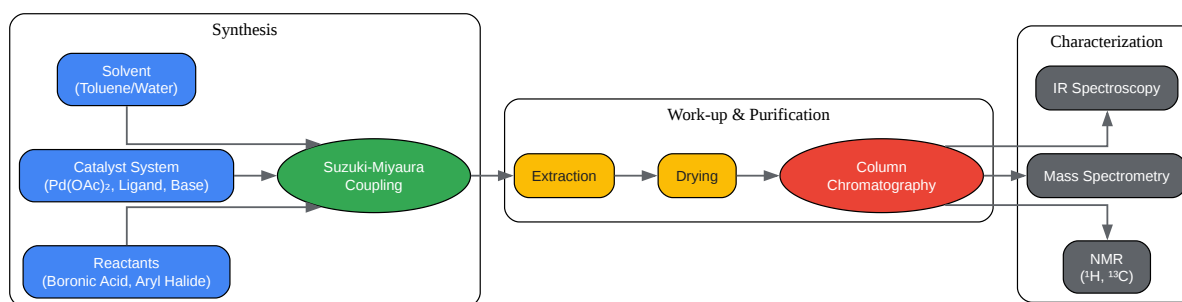 Synthesis
Solvent
(Toluene/Water)
Catalyst System
(Pd(OAc)₂, Ligand, Base)
Reactants
(Boronic Acid, Aryl Halide)
Suzuki-Miyaura
Coupling
Work-up & Purification
Extraction
Drying
Column
Chromatography
Characterization
IR Spectroscopy
Mass Spectrometry
NMR
(¹H, ¹³C)